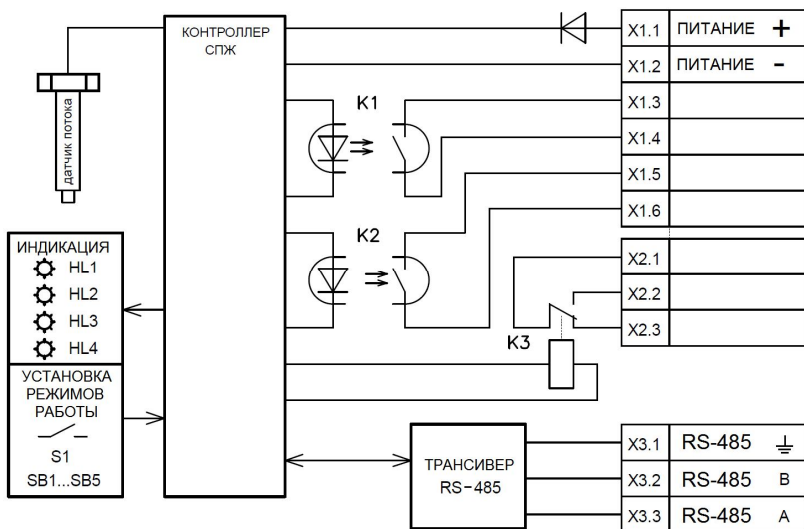 КОНТРОЛЛЕР
СПЖ
датчик потока
X1.1 ПИТАНИЕ +
X1.2 ПИТАНИЕ -
X1.3
X1.4
X1.5
X1.6
K1
K2
X2.1
X2.2
X2.3
K3
ИНДИКАЦИЯ
HL1
HL2
HL3
HL4
УСТАНОВКА
РЕЖИМОВ
РАБОТЫ
S1
SB1...SB5
ТРАНСИВЕР
RS-485
X3.1 RS-485
X3.2 RS-485 B
X3.3 RS-485 A